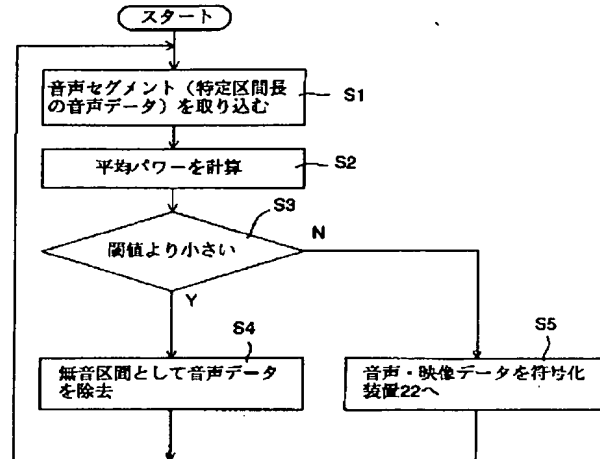 スタート
音声セグメント（特定区間長
の音声データ）を取り込む
S1
平均パワーを計算
S2
S3
閾値より小さい
N
Y
S4
無音区間として音声データ
を除去
S5
音声・映像データを符号化
装置22へ